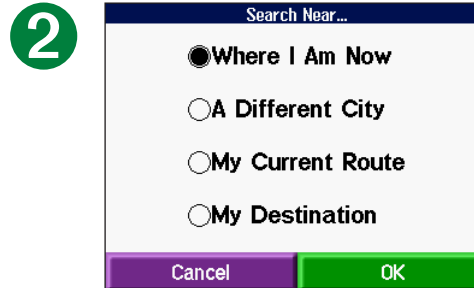 2
Search Near...
Where I Am Now
A Different City
My Current Route
My Destination
Cancel OK